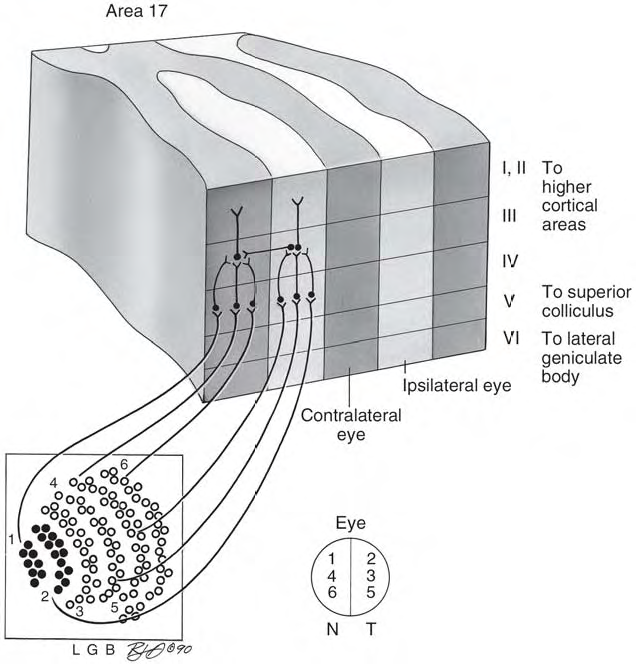 Area 17
I, II To
higher
cortical
areas
III
IV
V To superior
colliculus
VI To lateral
geniculate
body
Ipsilateral eye
Contralateral
eye
6
4
1
2
3
5
L G B
90
Eye
1 2
4 3
6 5
N T